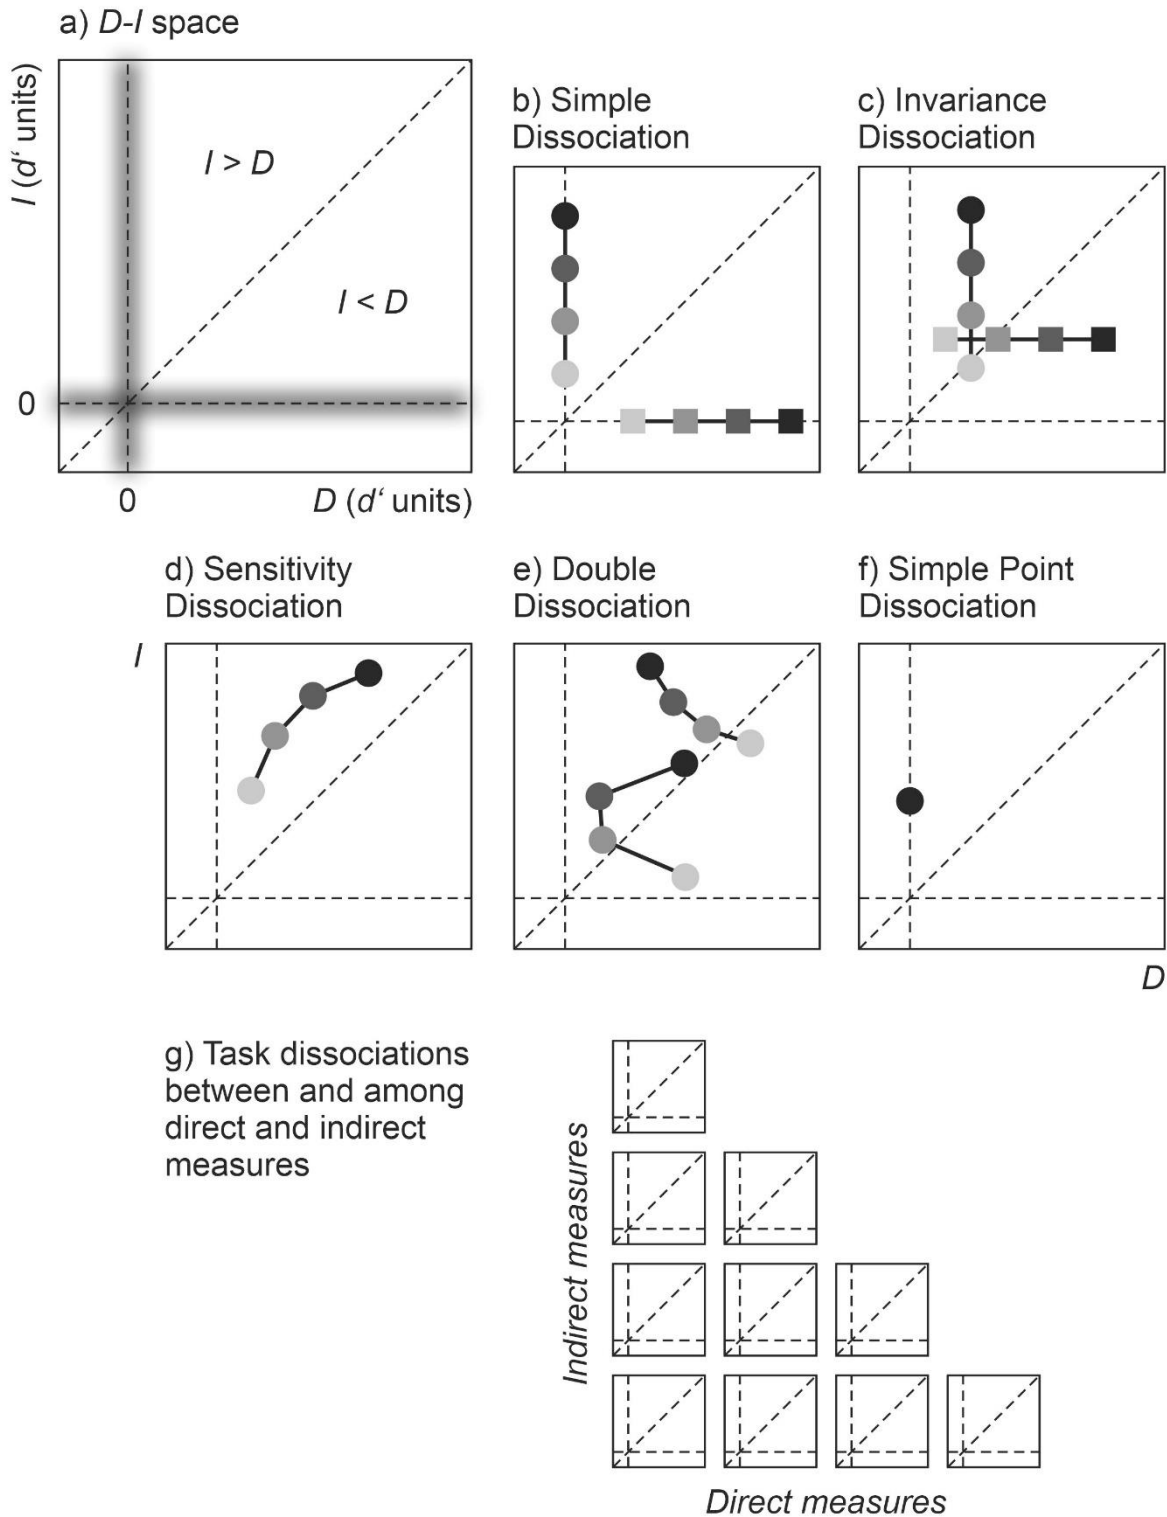 a) D-I space
I (d‘ units)
I > D
I < D
0
0
D (d‘ units)
b) Simple
Dissociation
c) Invariance
Dissociation
d) Sensitivity
Dissociation
e) Double
Dissociation
f) Simple Point
Dissociation
I
D
g) Task dissociations
between and among
direct and indirect
measures
Indirect measures
Direct measures